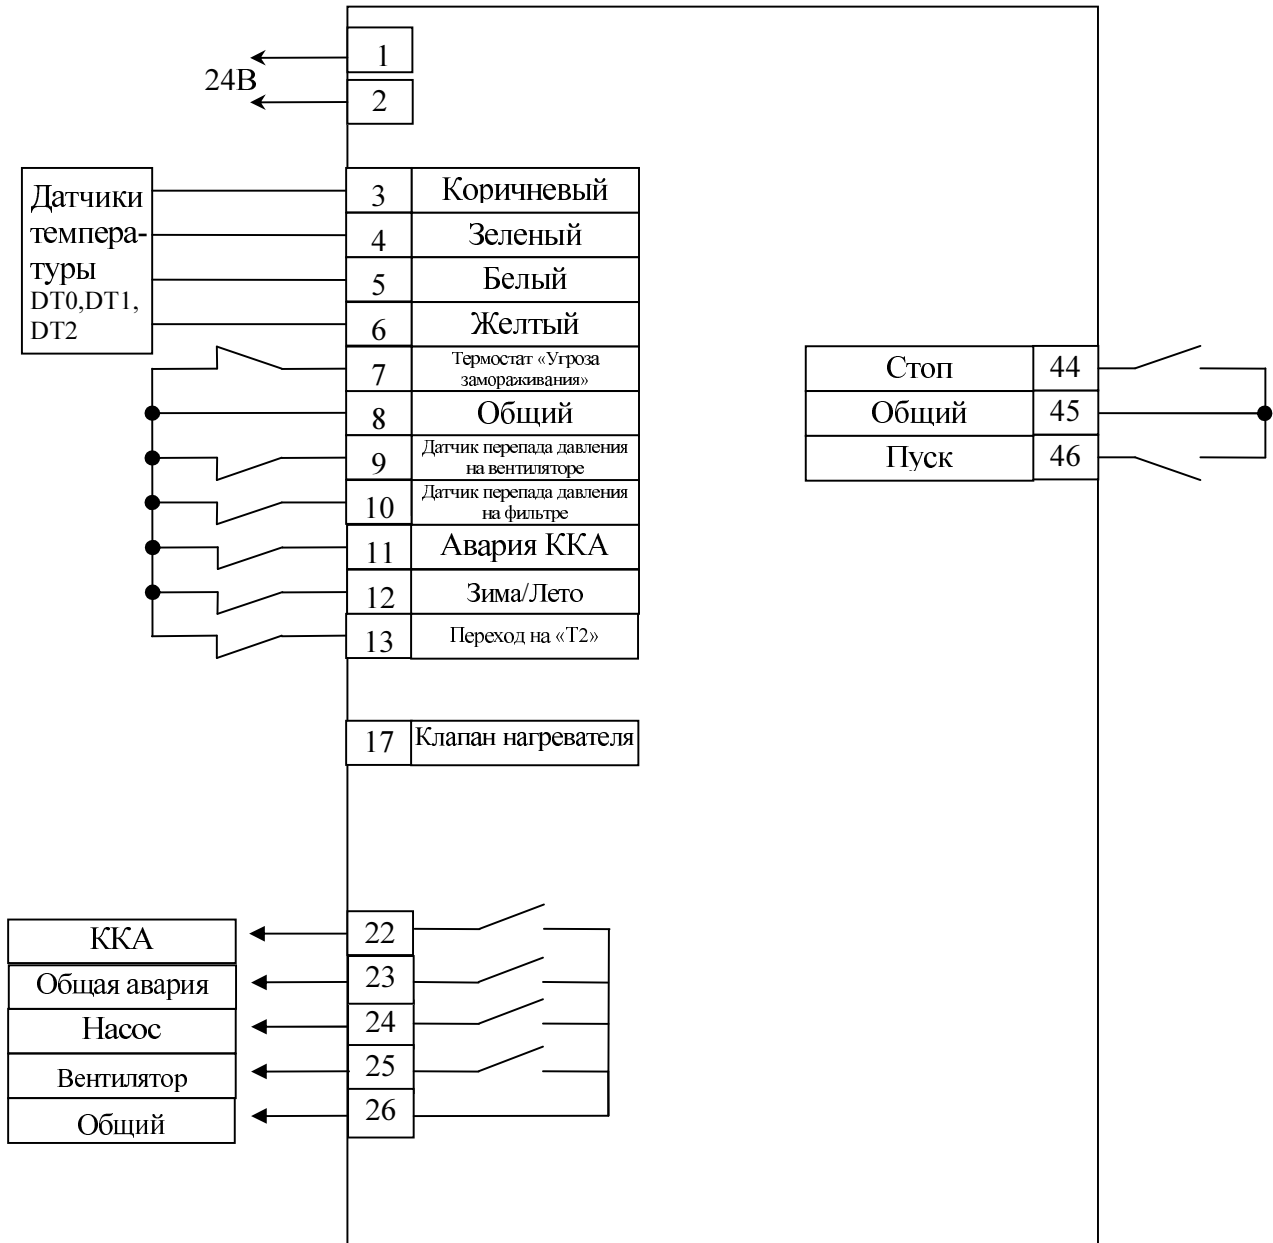 1
24В
2
Датчики
темпера-
туры
DT0,DT1,
DT2
3 Коричневый
4 Зеленый
5 Белый
6 Желтый
7 Термостат «Угроза
замораживания»
8 Общий
9 Датчик перепада давления
на вентиляторе
10 Датчик перепада давления
на фильтре
11 Авария ККА
12 Зима/Лето
13 Переход на «Т2»
Стоп 44
Общий 45
Пуск 46
17 Клапан нагревателя
ККА 22
Общая авария 23
Насос 24
Вентилятор 25
Общий 26